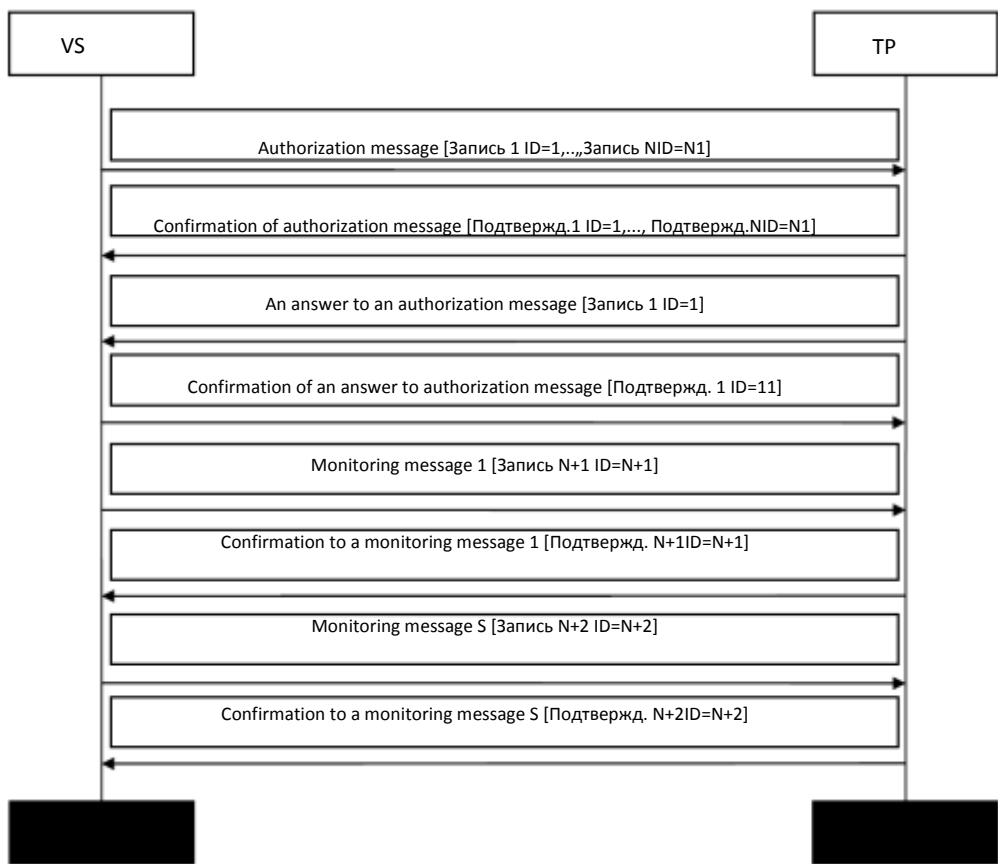 VS
TP
Authorization message [Запись 1 ID=1,..„Запись NID=N1]
Confirmation of authorization message [Подтвержд.1 ID=1,..., Подтвержд.NID=N1]
An answer to an authorization message [Запись 1 ID=1]
Confirmation of an answer to authorization message [Подтвержд. 1 ID=11]
Monitoring message 1 [Запись N+1 ID=N+1]
Confirmation to a monitoring message 1 [Подтвержд. N+1ID=N+1]
Monitoring message S [Запись N+2 ID=N+2]
Confirmation to a monitoring message S [Подтвержд. N+2ID=N+2]